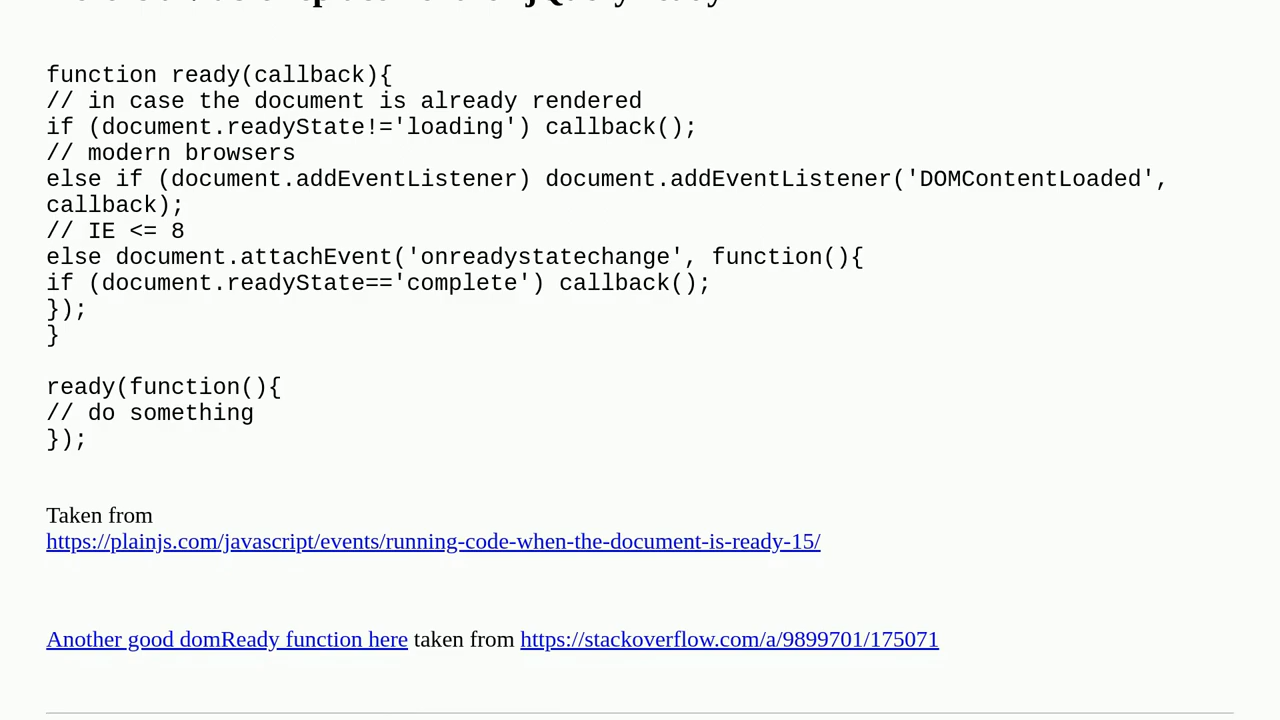 function ready(callback){
// in case the document is already rendered
if (document.readyState!='loading') callback();
// modern browsers
else if (document.addEventListener) document.addEventListener('DOMContentLoaded',
callback);
// IE <= 8
else document.attachEvent('onreadystatechange', function(){
if (document.readyState=='complete') callback();
});
}
ready(function(){
// do something
});
Taken from
https://plainjs.com/javascript/events/running-code-when-the-document-is-ready-15/
Another good domReady function here taken from https://stackoverflow.com/a/9899701/175071